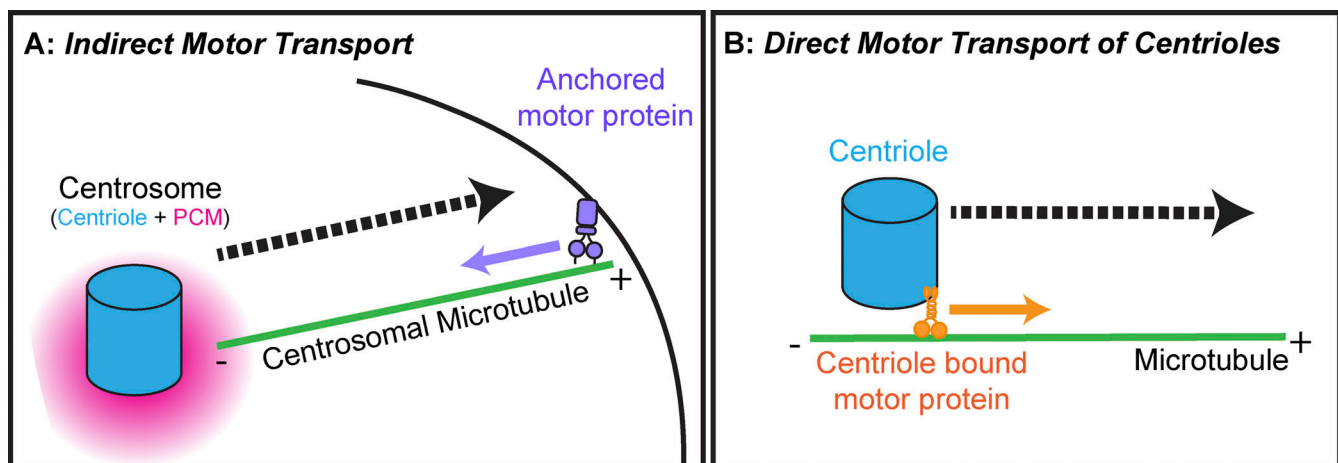 A: Indirect Motor Transport
Anchored
motor protein
Centrosome
(Centriole + PCM)
+
-
Centrosomal Microtubule
B: Direct Motor Transport of Centrioles
Centriole
-
+
Centriole bound
motor protein
Microtubule